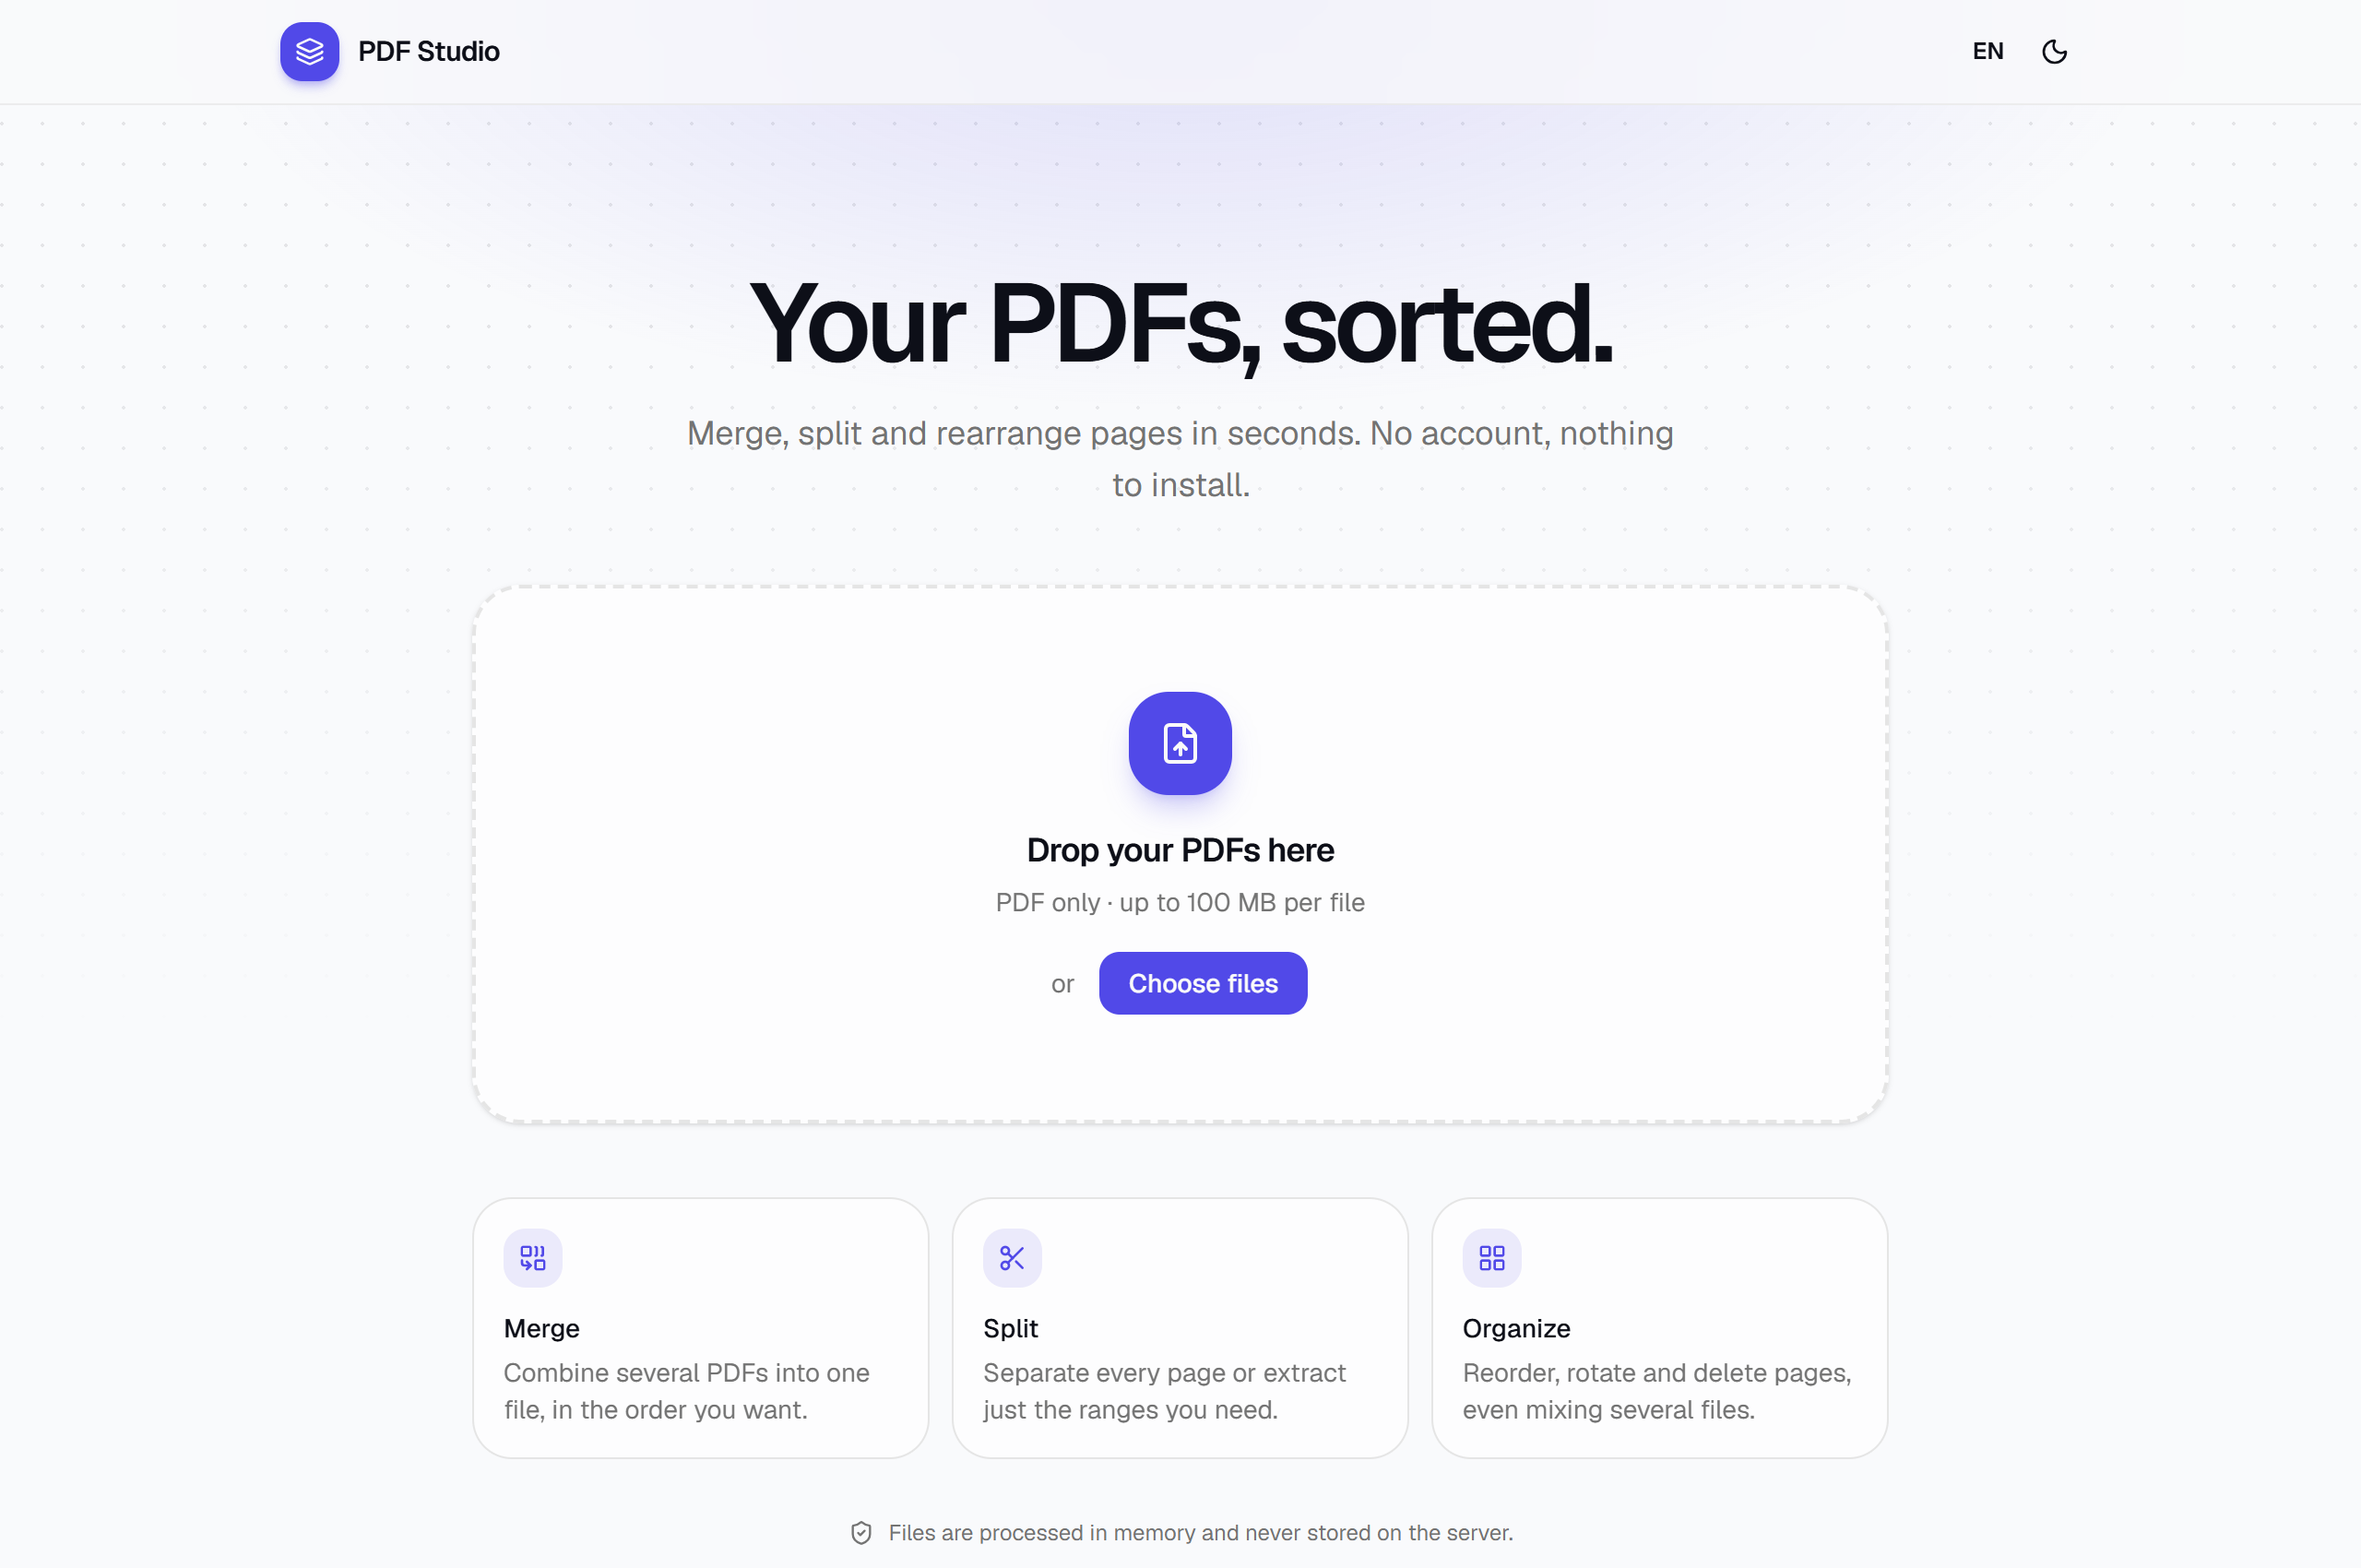 PDF Studio
EN
Your PDFs, sorted.
Merge, split and rearrange pages in seconds. No account, nothing
to install.
Drop your PDFs here
PDF only · up to 100 MB per file
or
Choose files
Merge
Combine several PDFs into one
file, in the order you want.
Split
Separate every page or extract
just the ranges you need.
Organize
Reorder, rotate and delete pages,
even mixing several files.
Files are processed in memory and never stored on the server.